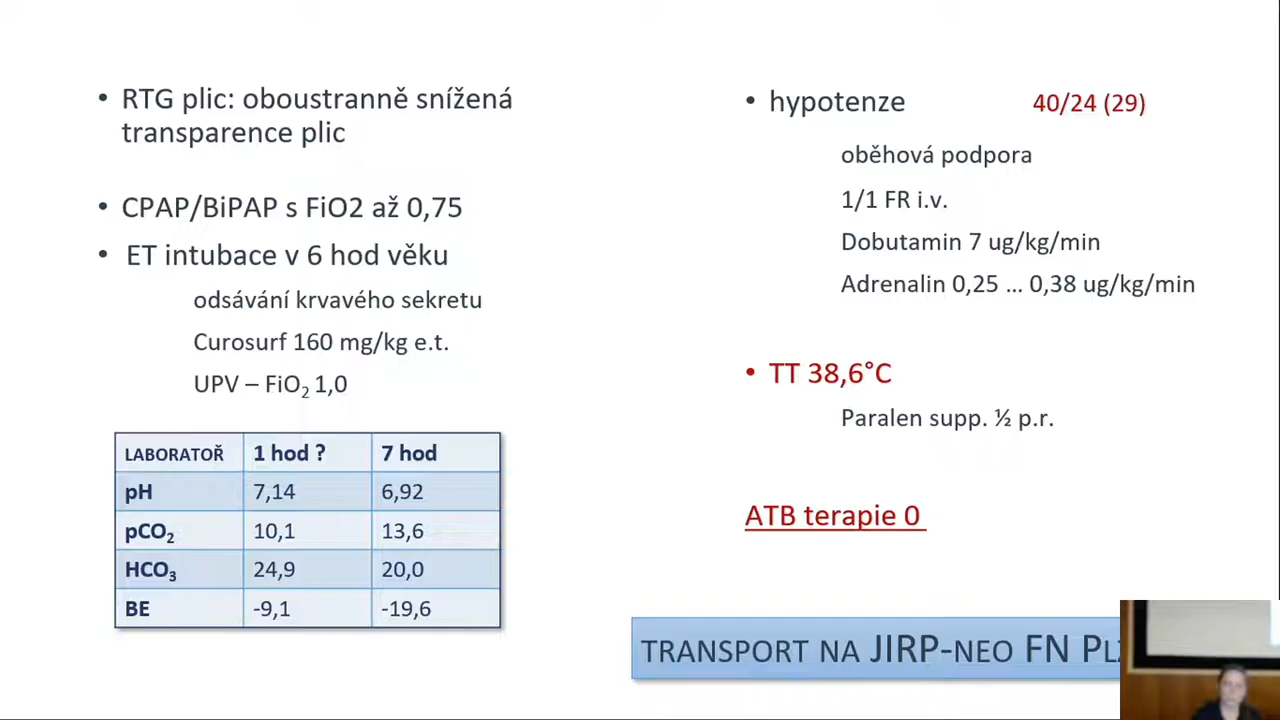 • RTG plic: oboustranně snížená
transparence plic
• CPAP/BiPAP s FiO2 až 0,75
• ET intubace v 6 hod věku
odsávání krvavého sekretu
Curosurf 160 mg/kg e.t.
UPV – FiO₂ 1,0
LABORATOŘ 1 hod ? 7 hod
pH 7,14 6,92
pCO₂ 10,1 13,6
HCO₃ 24,9 20,0
BE -9,1 -19,6
• hypotenze 40/24 (29)
oběhová podpora
1/1 FR i.v.
Dobutamin 7 ug/kg/min
Adrenalin 0,25 ... 0,38 ug/kg/min
• TT 38,6°C
Paralen supp. ½ p.r.
ATB terapie 0
TRANSPORT NA JIRP-NEO FN